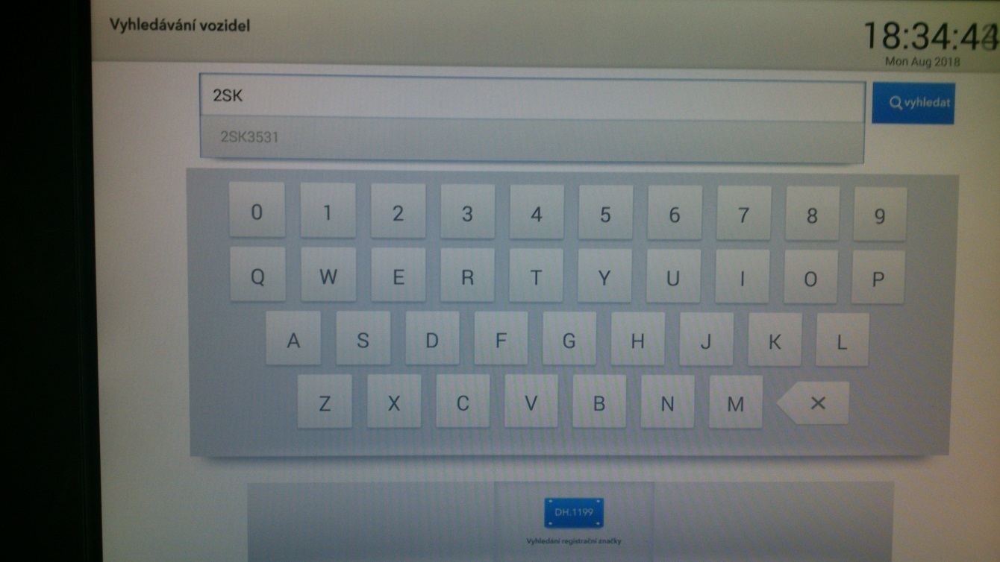 Vyhledávání vozidel
18:34:44
Mon Aug 2018
2SK
vyhledat
2SK3531
0 1 2 3 4 5 6 7 8 9
Q W E R T Y U I O P
A S D F G H J K L
Z X C V B N M
DH.1199
Vyhledání registrační značky